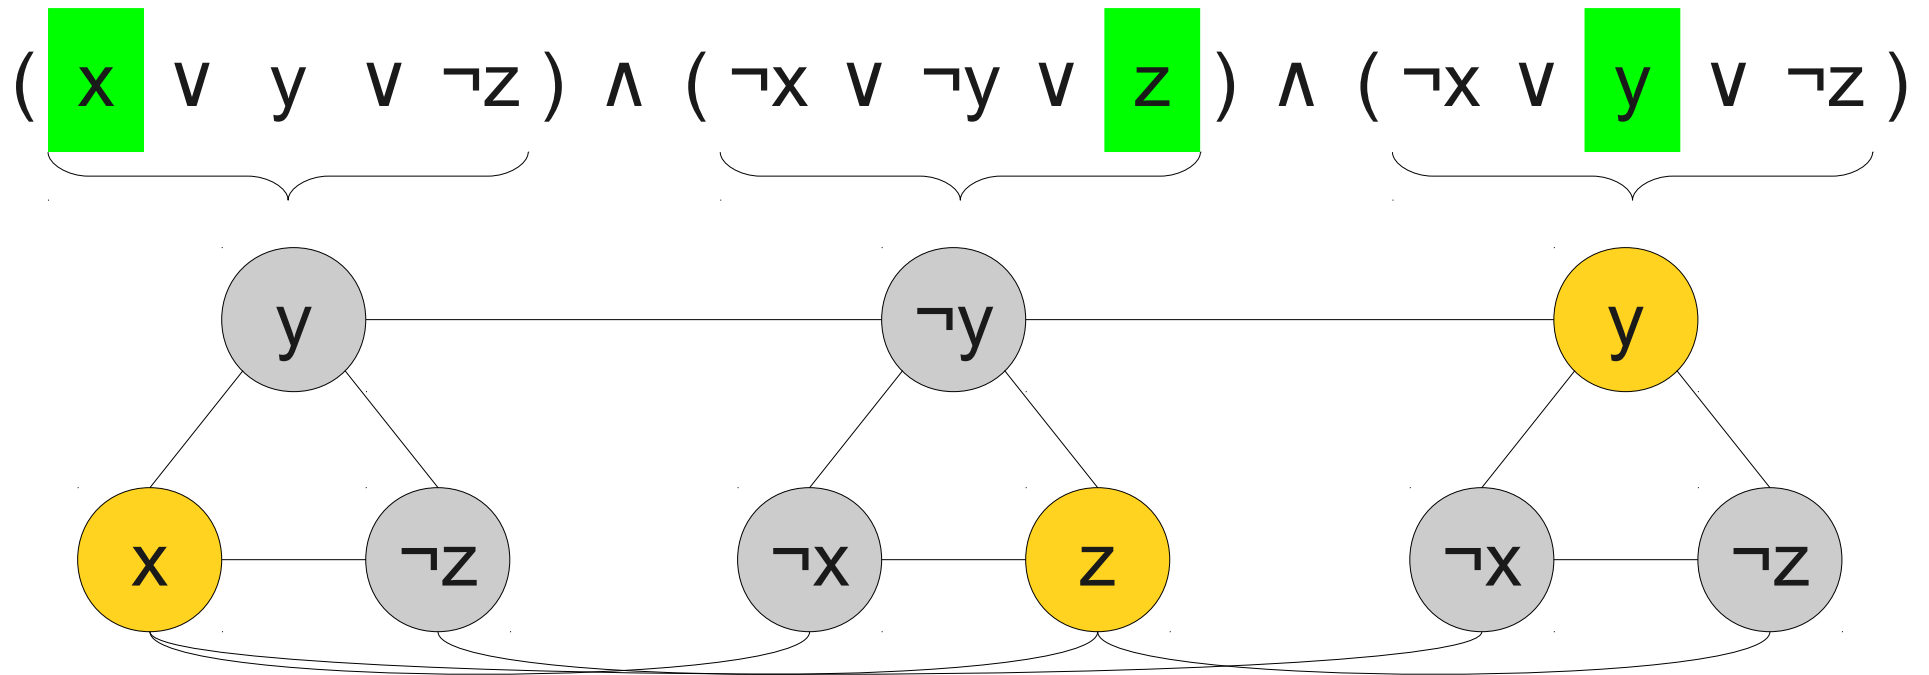 ( x ∨ y ∨ ¬z ) ∧ ( ¬x ∨ ¬y ∨ z ) ∧ ( ¬x ∨ y ∨ ¬z )
y ¬y y
x ¬z ¬x z ¬x ¬z